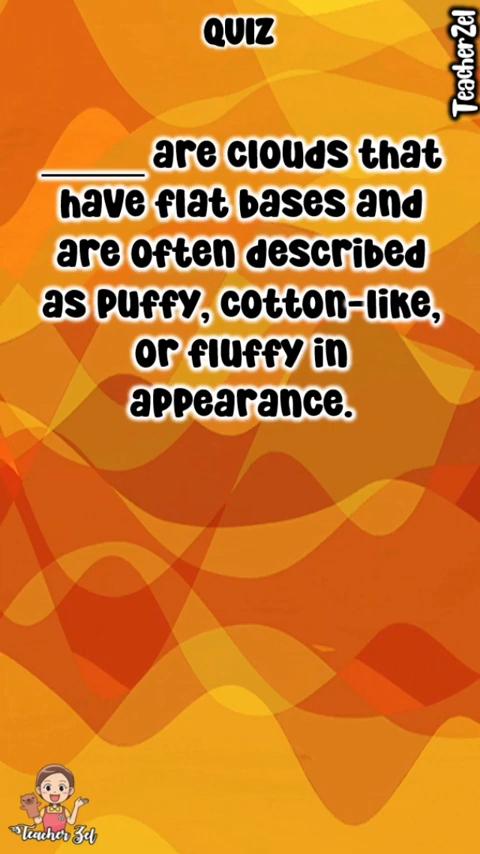 QUIZ
TeacherZel
______ are clouds that
have flat bases and
are often described
as puffy, cotton-like,
or fluffy in
appearance.
Teacher Zel